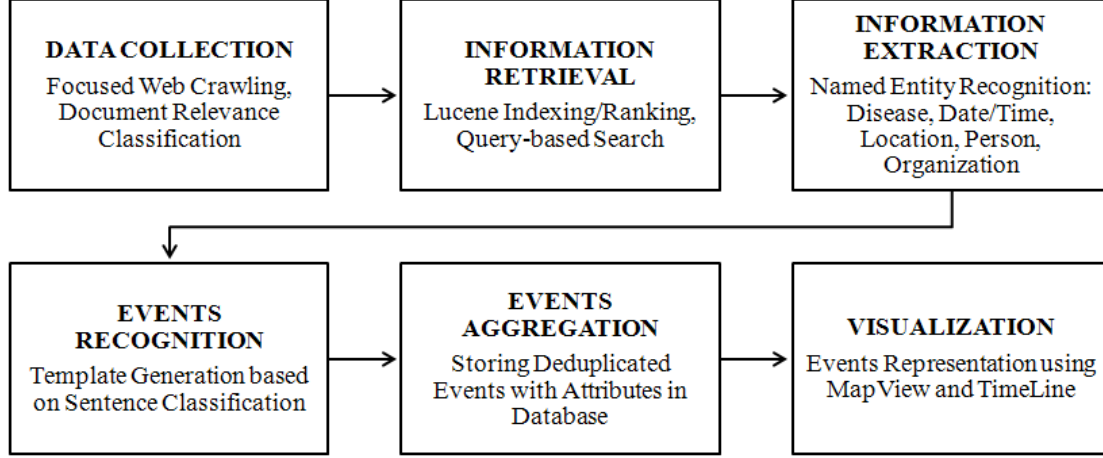 DATA COLLECTION
Focused Web Crawling,
Document Relevance
Classification
INFORMATION
RETRIEVAL
Lucene Indexing/Ranking,
Query-based Search
INFORMATION
EXTRACTION
Named Entity Recognition:
Disease, Date/Time,
Location, Person,
Organization
EVENTS
RECOGNITION
Template Generation based
on Sentence Classification
EVENTS
AGGREGATION
Storing Deduplicated
Events with Attributes in
Database
VISUALIZATION
Events Representation using
MapView and TimeLine